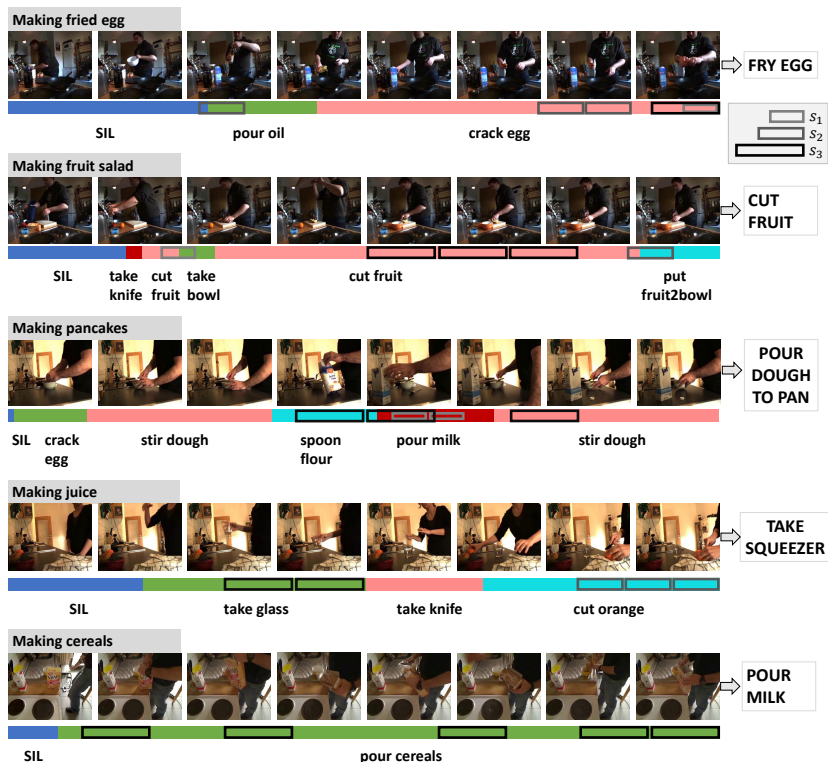 Making fried egg
FRY EGG
SIL pour oil crack egg
s1
s2
s3
Making fruit salad
CUT
FRUIT
SIL take cut take cut fruit put
knife fruit bowl fruit2bowl
Making pancakes
POUR
DOUGH
TO PAN
SIL crack stir dough spoon pour milk stir dough
egg flour
Making juice
TAKE
SQUEEZER
SIL take glass take knife cut orange
Making cereals
POUR
MILK
SIL pour cereals